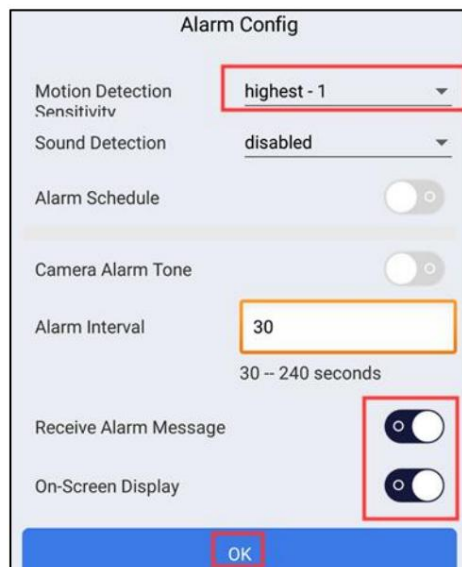 Alarm Config
Motion Detection highest - 1
Sensitivity
Sound Detection disabled
Alarm Schedule
Camera Alarm Tone
Alarm Interval 30
30 -- 240 seconds
Receive Alarm Message
On-Screen Display
OK